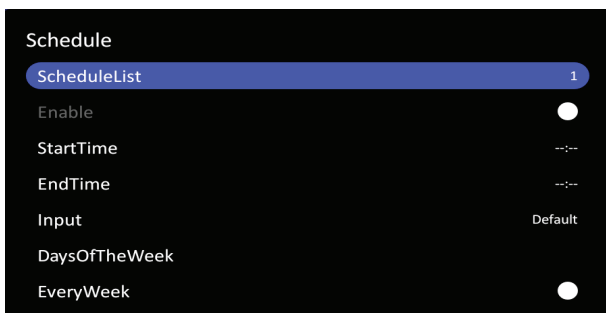 Schedule
ScheduleList 1
Enable
StartTime --:--
EndTime --:--
Input Default
DaysOfTheWeek
EveryWeek